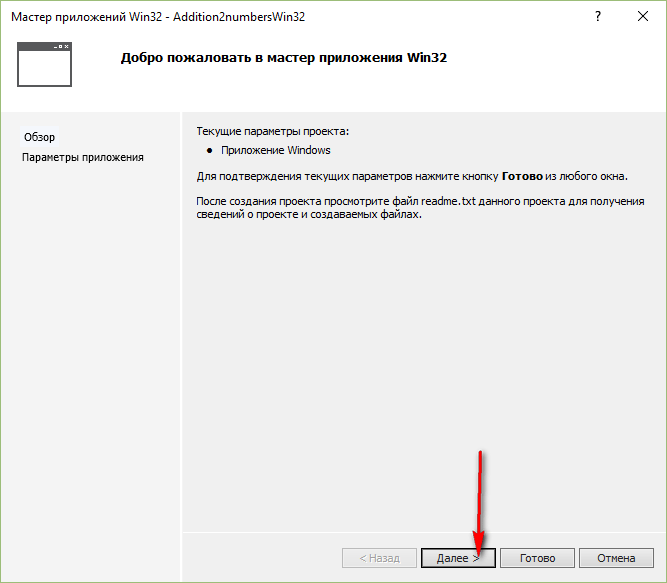 Мастер приложений Win32 - Addition2numbersWin32
?
Добро пожаловать в мастер приложения Win32
Обзор
Параметры приложения
Текущие параметры проекта:
• Приложение Windows
Для подтверждения текущих параметров нажмите кнопку Готово из любого окна.
После создания проекта просмотрите файл readme.txt данного проекта для получения
сведений о проекте и создаваемых файлах.
< Назад
Далее >
Готово
Отмена